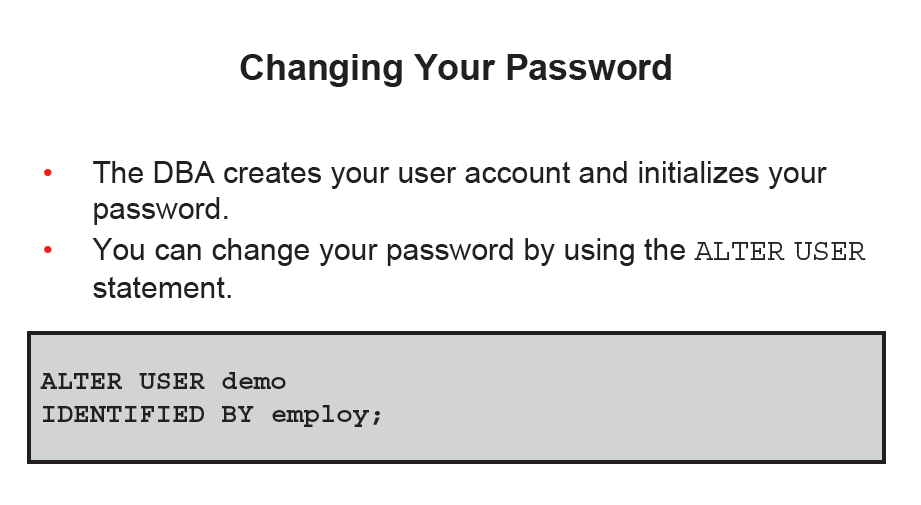 Changing Your Password
• The DBA creates your user account and initializes your
password.
• You can change your password by using the ALTER USER
statement.
ALTER USER demo
IDENTIFIED BY employ;